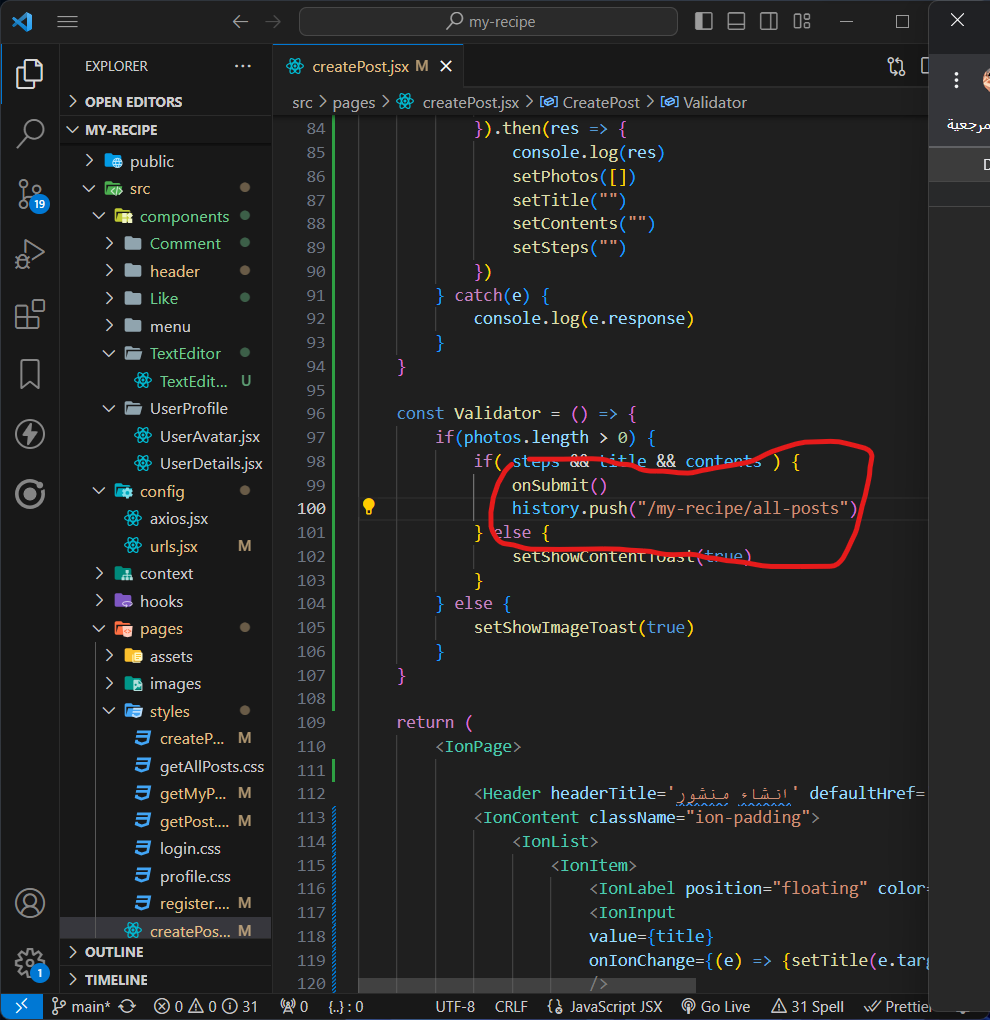 my-recipe
EXPLORER
OPEN EDITORS
MY-RECIPE
public
src
components
Comment
header
Like
menu
TextEditor
TextEdit... U
UserProfile
UserAvatar.jsx
UserDetails.jsx
config
axios.jsx
urls.jsx M
context
hooks
pages
assets
images
styles
createP... M
getAllPosts.css
getMyP... M
getPost.... M
login.css
profile.css
register.... M
createPos... M
OUTLINE
TIMELINE
19
1
createPost.jsx M
src > pages > createPost.jsx > CreatePost > Validator
84 }).then(res => {
85 console.log(res)
86 setPhotos([])
87 setTitle("")
88 setContents("")
89 setSteps("")
90 })
91 } catch(e) {
92 console.log(e.response)
93 }
94 }
95
96 const Validator = () => {
97 if(photos.length > 0) {
98 if( steps && title && contents ) {
99 onSubmit()
100 history.push("/my-recipe/all-posts")
101 } else {
102 setShowContentToast(true)
103 }
104 } else {
105 setShowImageToast(true)
106 }
107 }
108
109 return (
110 <IonPage>
111
112 <Header headerTitle='انشاء منشور' defaultHref=
113 <IonContent className="ion-padding">
114 <IonList>
115 <IonItem>
116 <IonLabel position="floating" color=
117 <IonInput
118 value={title}
119 onIonChange={(e) => {setTitle(e.targ
120 />
مرجعية
D
main* 0 0 31 0 {..} : 0 UTF-8 CRLF JavaScript JSX Go Live 31 Spell Prettier